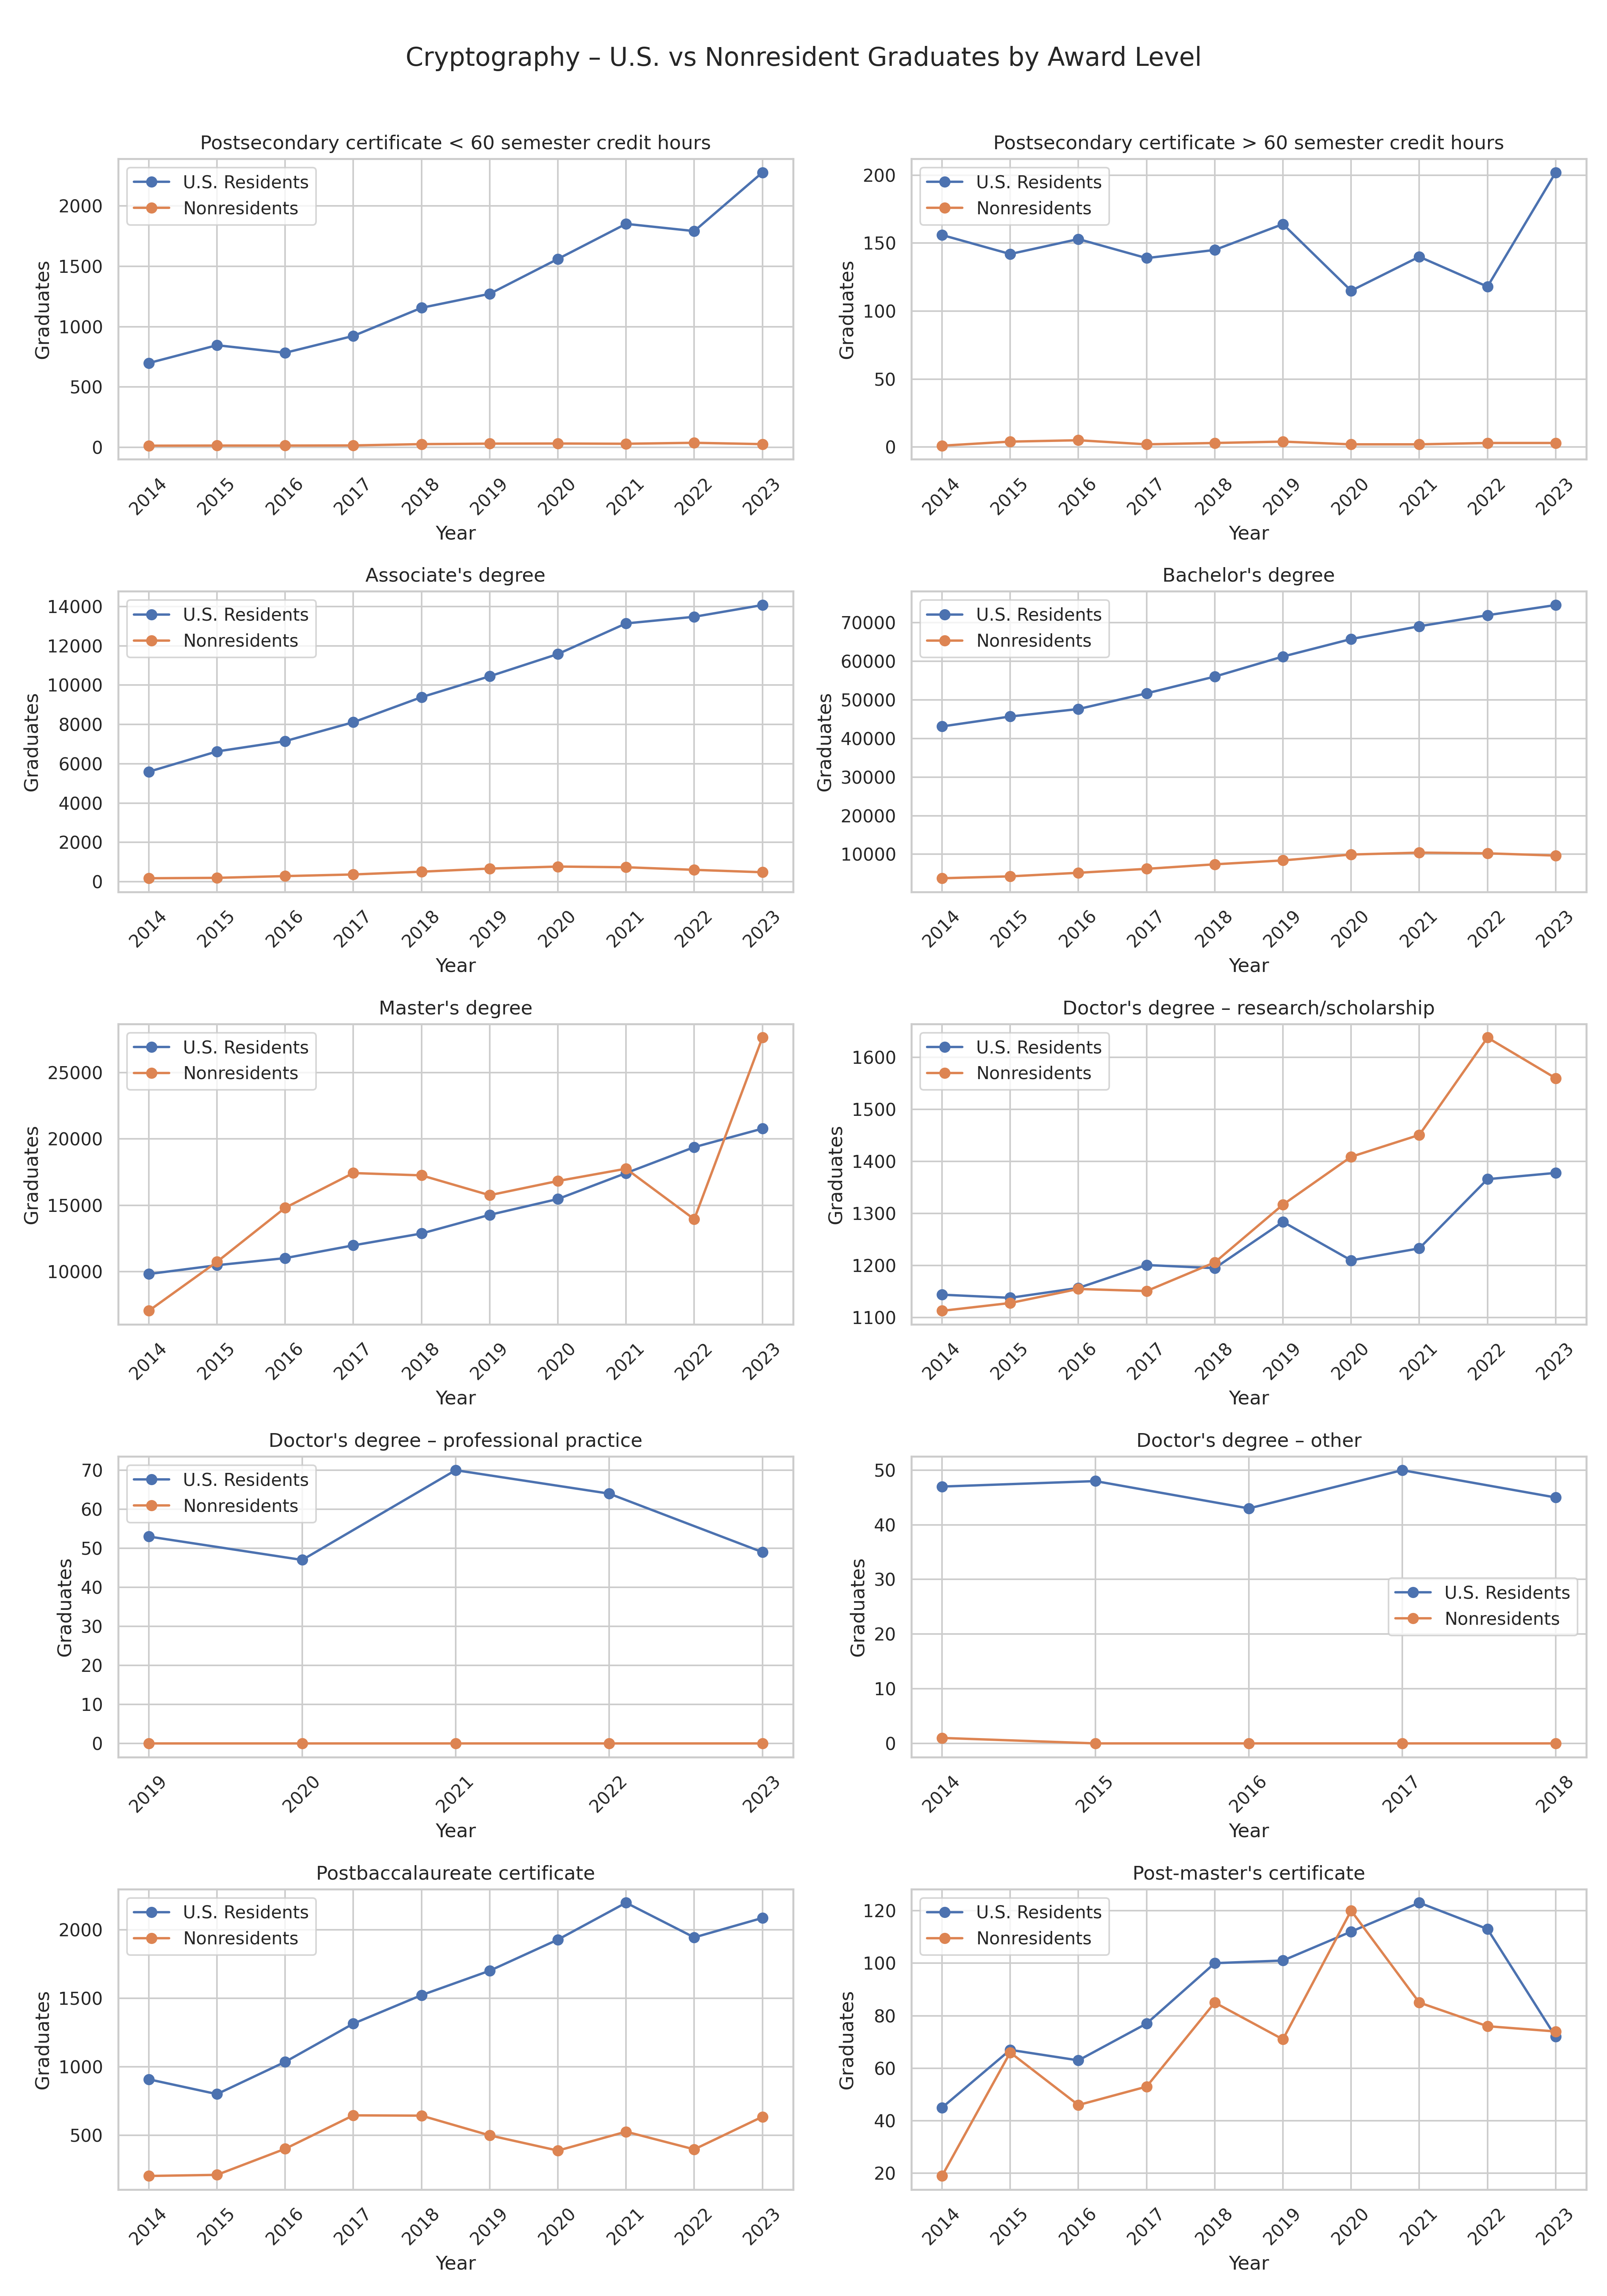 Cryptography – U.S. vs Nonresident Graduates by Award Level
Postsecondary certificate < 60 semester credit hours
U.S. Residents
Nonresidents
2000
1500
1000
500
0
Graduates
2014 2015 2016 2017 2018 2019 2020 2021 2022 2023
Year
Postsecondary certificate > 60 semester credit hours
U.S. Residents
Nonresidents
200
150
100
50
0
Graduates
2014 2015 2016 2017 2018 2019 2020 2021 2022 2023
Year
Associate's degree
U.S. Residents
Nonresidents
14000
12000
10000
8000
6000
4000
2000
0
Graduates
2014 2015 2016 2017 2018 2019 2020 2021 2022 2023
Year
Bachelor's degree
U.S. Residents
Nonresidents
70000
60000
50000
40000
30000
20000
10000
Graduates
2014 2015 2016 2017 2018 2019 2020 2021 2022 2023
Year
Master's degree
U.S. Residents
Nonresidents
25000
20000
15000
10000
Graduates
2014 2015 2016 2017 2018 2019 2020 2021 2022 2023
Year
Doctor's degree – research/scholarship
U.S. Residents
Nonresidents
1600
1500
1400
1300
1200
1100
Graduates
2014 2015 2016 2017 2018 2019 2020 2021 2022 2023
Year
Doctor's degree – professional practice
U.S. Residents
Nonresidents
70
60
50
40
30
20
10
0
Graduates
2019 2020 2021 2022 2023
Year
Doctor's degree – other
U.S. Residents
Nonresidents
50
40
30
20
10
0
Graduates
2014 2015 2016 2017 2018
Year
Postbaccalaureate certificate
U.S. Residents
Nonresidents
2000
1500
1000
500
Graduates
2014 2015 2016 2017 2018 2019 2020 2021 2022 2023
Year
Post-master's certificate
U.S. Residents
Nonresidents
120
100
80
60
40
20
Graduates
2014 2015 2016 2017 2018 2019 2020 2021 2022 2023
Year